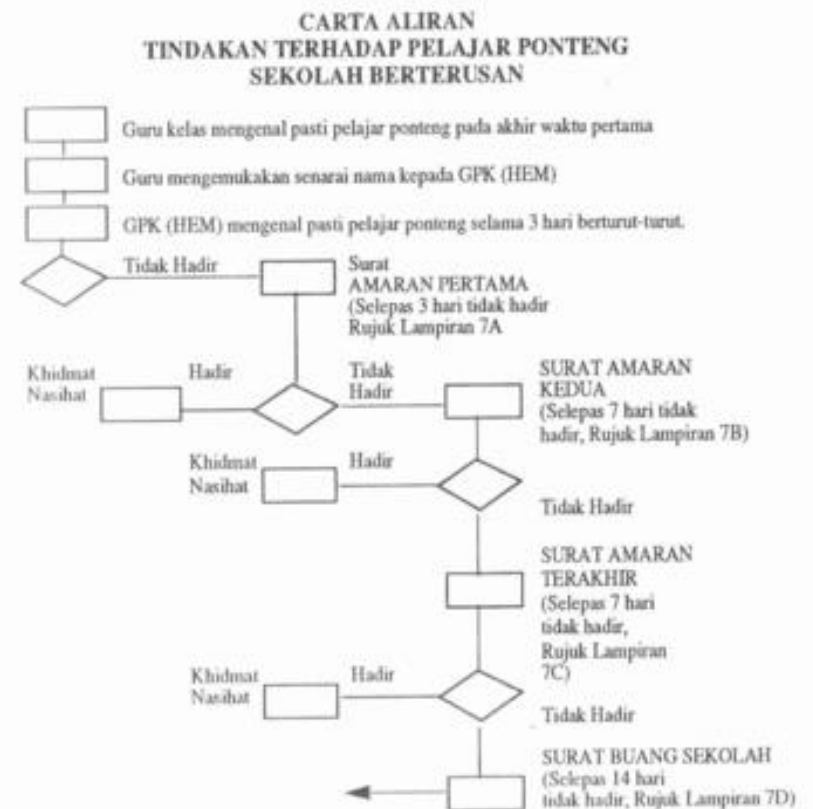 CARTA ALIRAN
TINDAKAN TERHADAP PELAJAR PONTENG
SEKOLAH BERTERUSAN
Guru kelas mengenal pasti pelajar ponteng pada akhir waktu pertama
Guru mengemukakan senarai nama kepada GPK (HEM)
GPK (HEM) mengenal pasti pelajar ponteng selama 3 hari berturut-turut.
Tidak Hadir
Surat
AMARAN PERTAMA
(Selepas 3 hari tidak hadir
Rujuk Lampiran 7A
Khidmat
Nasihat
Hadir
Tidak
Hadir
SURAT AMARAN
KEDUA
(Selepas 7 hari tidak
hadir, Rujuk Lampiran 7B)
Khidmat
Nasihat
Hadir
Tidak Hadir
SURAT AMARAN
TERAKHIR
(Selepas 7 hari
tidak hadir,
Rujuk Lampiran
7C)
Khidmat
Nasihat
Hadir
Tidak Hadir
SURAT BUANG SEKOLAH
(Selepas 14 hari
tidak hadir, Rujuk Lampiran 7D)